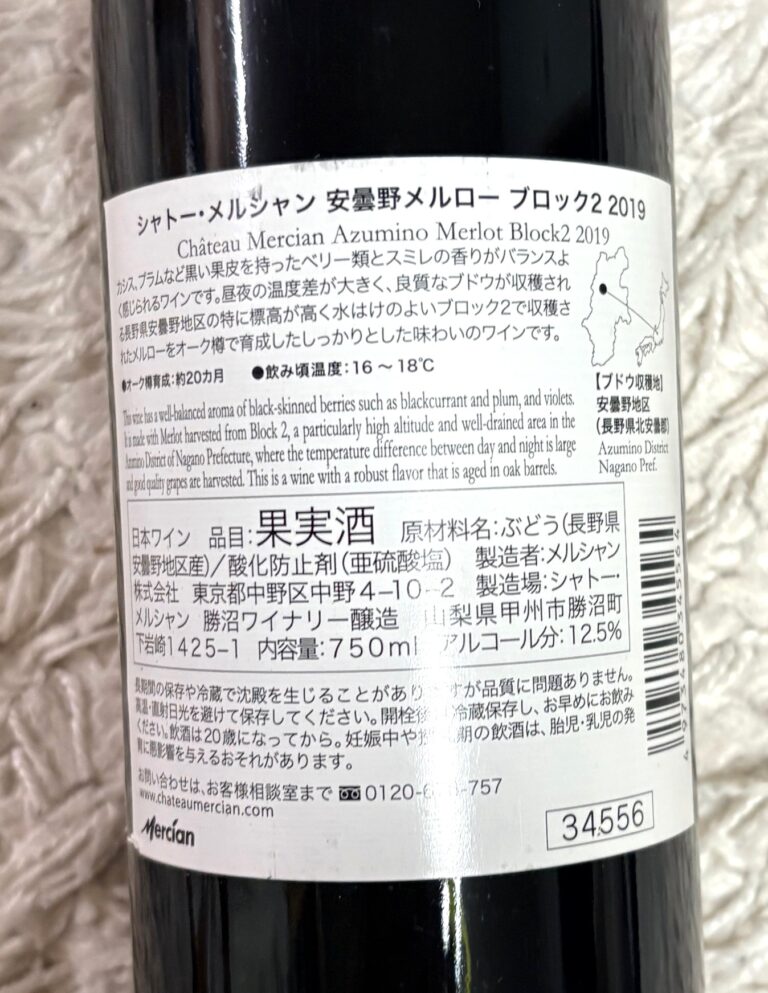 シャトー・メルシャン 安曇野メルロー ブロック2 2019
Château Mercian Azumino Merlot Block2 2019
カシス、プラムなど黒い果皮を持ったベリー類とスミレの香りがバランスよ
く感じられるワインです。昼夜の温度差が大きく、良質なブドウが収穫され
る長野県安曇野地区の特に標高が高く水はけのよいブロック2で収穫さ
れたメルローをオーク樽で育成したしっかりとした味わいのワインです。
●オーク樽育成：約20カ月 ●飲み頃温度：16～18℃
【ブドウ収穫地】
安曇野地区
(長野県北安曇郡)
Azumino District
Nagano Pref.
This wine has a well-balanced aroma of black-skinned berries such as blackcurrant and plum, and violets.
It is made with Merlot harvested from Block 2, a particularly high altitude and well-drained area in the
Azumino District of Nagano Prefecture, where the temperature difference between day and night is large
and good quality grapes are harvested. This is a wine with a robust flavor that is aged in oak barrels.
日本ワイン 品目：果実酒 原材料名：ぶどう(長野県
安曇野地区産)/酸化防止剤(亜硫酸塩) 製造者：メルシャン
株式会社 東京都中野区中野4-10-2 製造場：シャトー・
メルシャン 勝沼ワイナリー醸造 山梨県甲州市勝沼町
下岩崎1425-1 内容量：750ml アルコール分：12.5%
長期間の保存や冷蔵で沈殿を生じることがありますが品質に問題ありません。
高温・直射日光を避けて保存してください。開栓後は冷蔵保存し、お早めにお飲み
ください。飲酒は20歳になってから。妊娠中や授乳期の飲酒は、胎児・乳児の発
育に悪影響を与えるおそれがあります。
お問い合わせは、お客様相談室まで 0120-6 -757
www.chateaumercian.com
Mercian
34556
4973480345564